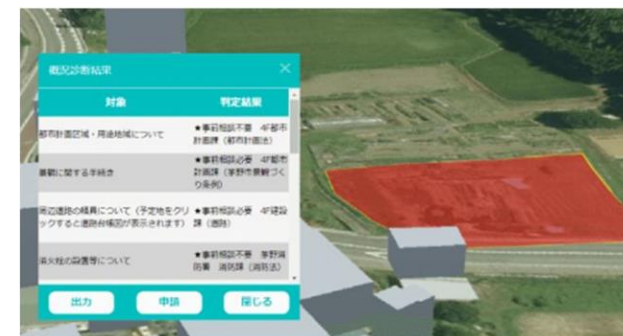 概況診断結果
対象
判定結果
都市計画区域・用途地域について
★事前相談不要 4F都市
計画課（都市計画法）
景観に関する手続き
★事前相談必要 4F都市
計画課（茅野市景観づく
り条例）
周辺道路の幅員について（予定地をクリ
ックすると道路台帳図が表示されます）
★事前相談必要 4F建設
課（道路）
消火栓の設置等について
★事前相談不要 茅野消
防署 消防課（消防法）
出力
申請
閉じる